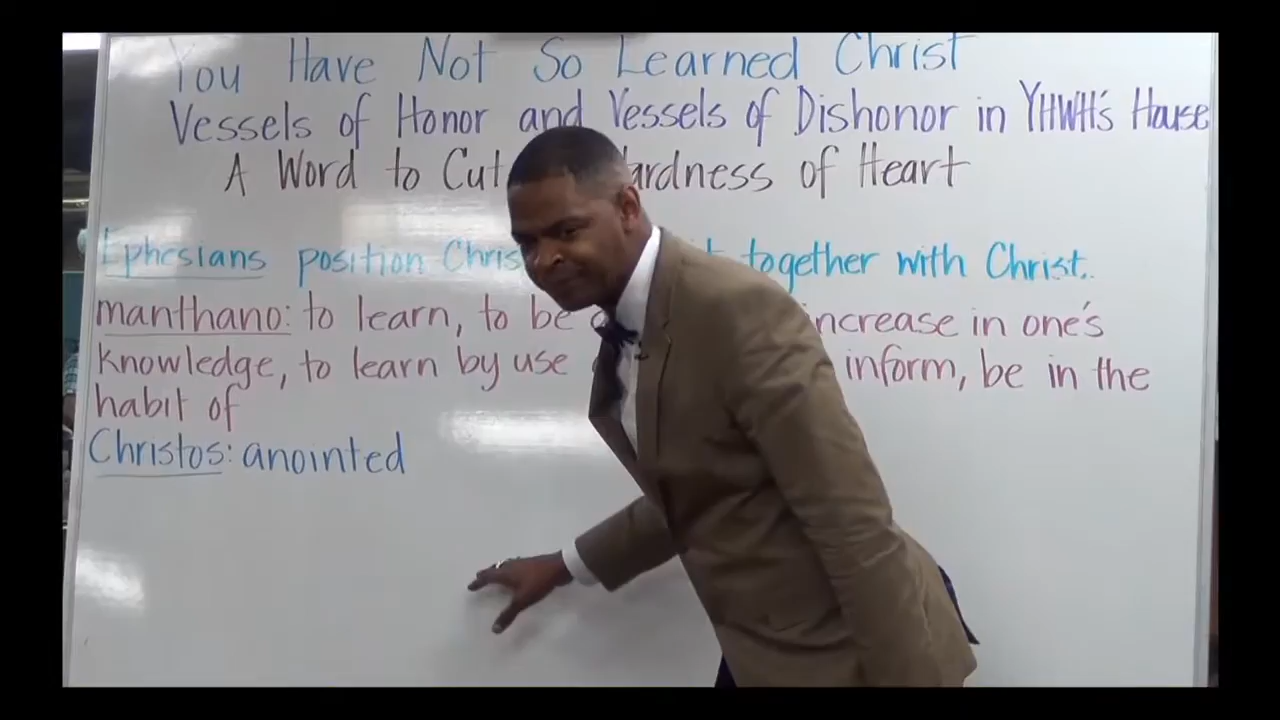 You Have Not So Learned Christ
Vessels of Honor and Vessels of Dishonor in YHWH's House
A Word to Cut ardness of Heart
Ephesians position Chris together with Christ.
manthano: to learn, to be increase in one's
knowledge, to learn by use inform, be in the
habit of
Christos: anointed